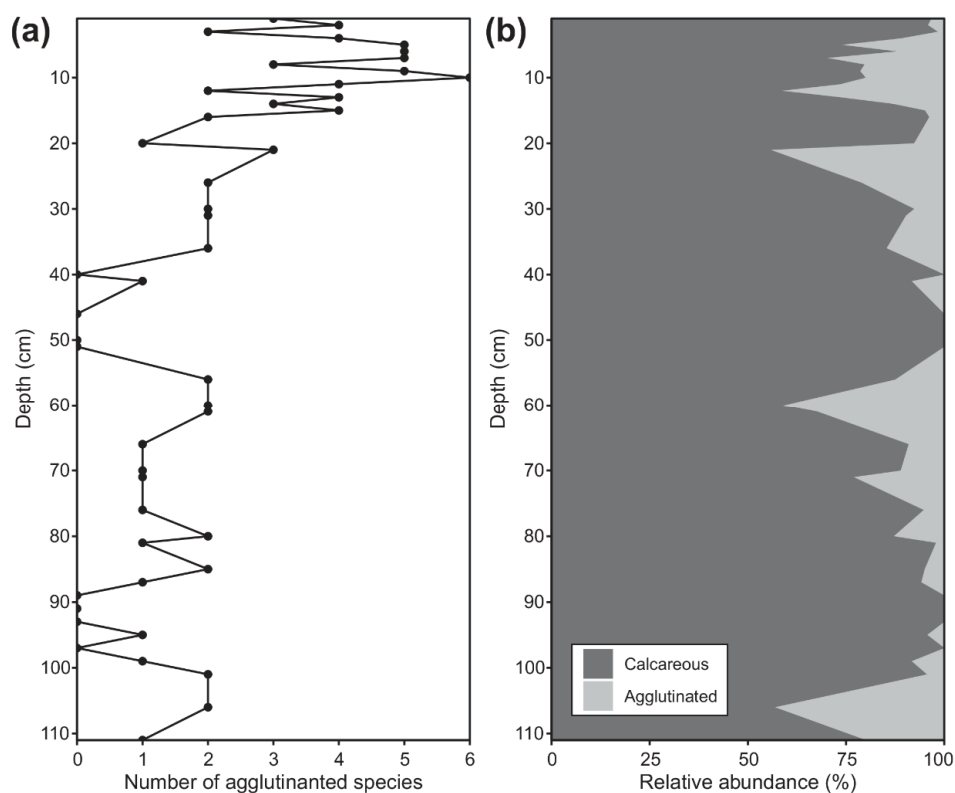 (a)
10
20
30
40
50
60
70
80
90
100
110
Depth (cm)
0 1 2 3 4 5 6
Number of agglutinanted species
(b)
10
20
30
40
50
60
70
80
90
100
110
Depth (cm)
Calcareous
Agglutinated
0 25 50 75 100
Relative abundance (%)